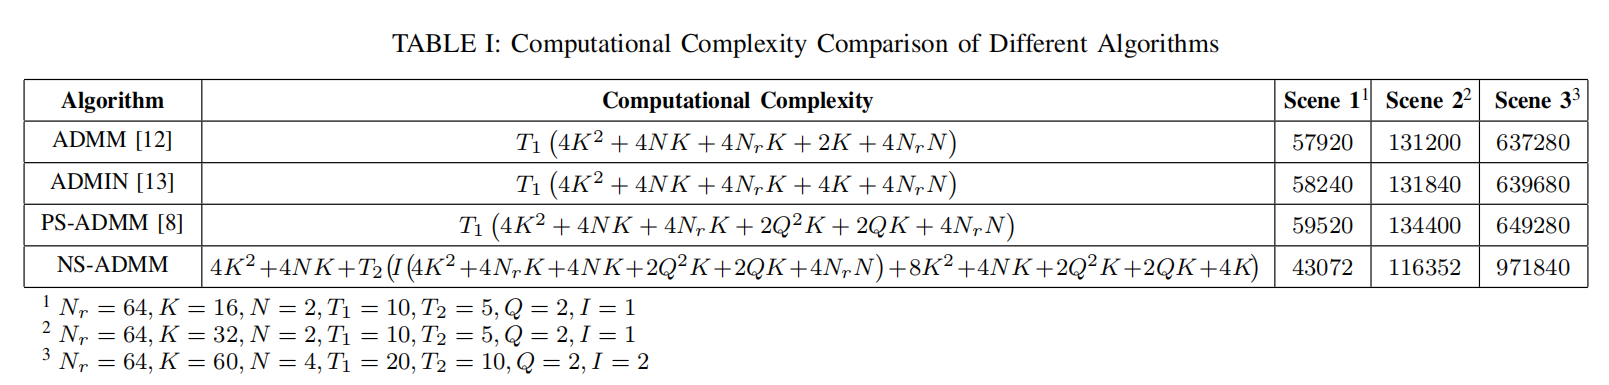 TABLE I: Computational Complexity Comparison of Different Algorithms
Algorithm Computational Complexity Scene 1¹ Scene 2² Scene 3³
ADMM [12] T₁(4K² + 4NK + 4NᵣK + 2K + 4NᵣN) 57920 131200 637280
ADMIN [13] T₁(4K² + 4NK + 4NᵣK + 4K + 4NᵣN) 58240 131840 639680
PS-ADMM [8] T₁(4K² + 4NK + 4NᵣK + 2Q²K + 2QK + 4NᵣN) 59520 134400 649280
NS-ADMM 4K²+4NK+T₂(I(4K²+4NᵣK+4NK+2Q²K+2QK+4NᵣN)+8K²+4NK+2Q²K+2QK+4K) 43072 116352 971840
¹ Nᵣ = 64, K = 16, N = 2, T₁ = 10, T₂ = 5, Q = 2, I = 1
² Nᵣ = 64, K = 32, N = 2, T₁ = 10, T₂ = 5, Q = 2, I = 1
³ Nᵣ = 64, K = 60, N = 4, T₁ = 20, T₂ = 10, Q = 2, I = 2